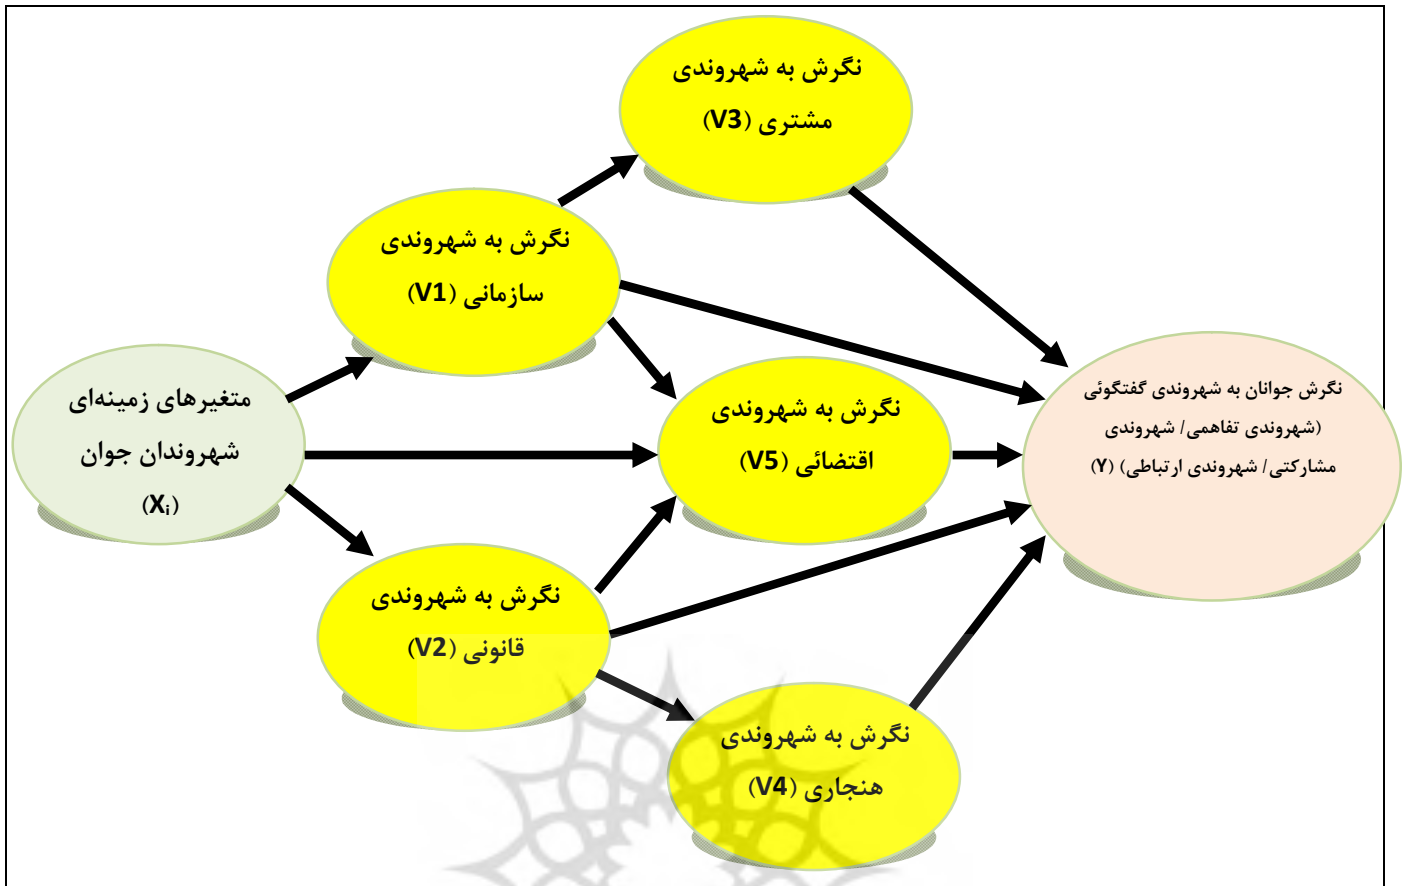 نگرش به شهروندی
مشتری (V3)
نگرش به شهروندی
سازمانی (V1)
متغیرهای زمینه‌ای
شهروندان جوان
(Xi)
نگرش به شهروندی
اقتضائی (V5)
نگرش جوانان به شهروندی گفتگوئی
(شهروندی تفاهمی/ شهروندی
مشارکتی/ شهروندی ارتباطی) (Y)
نگرش به شهروندی
قانونی (V2)
نگرش به شهروندی
هنجاری (V4)